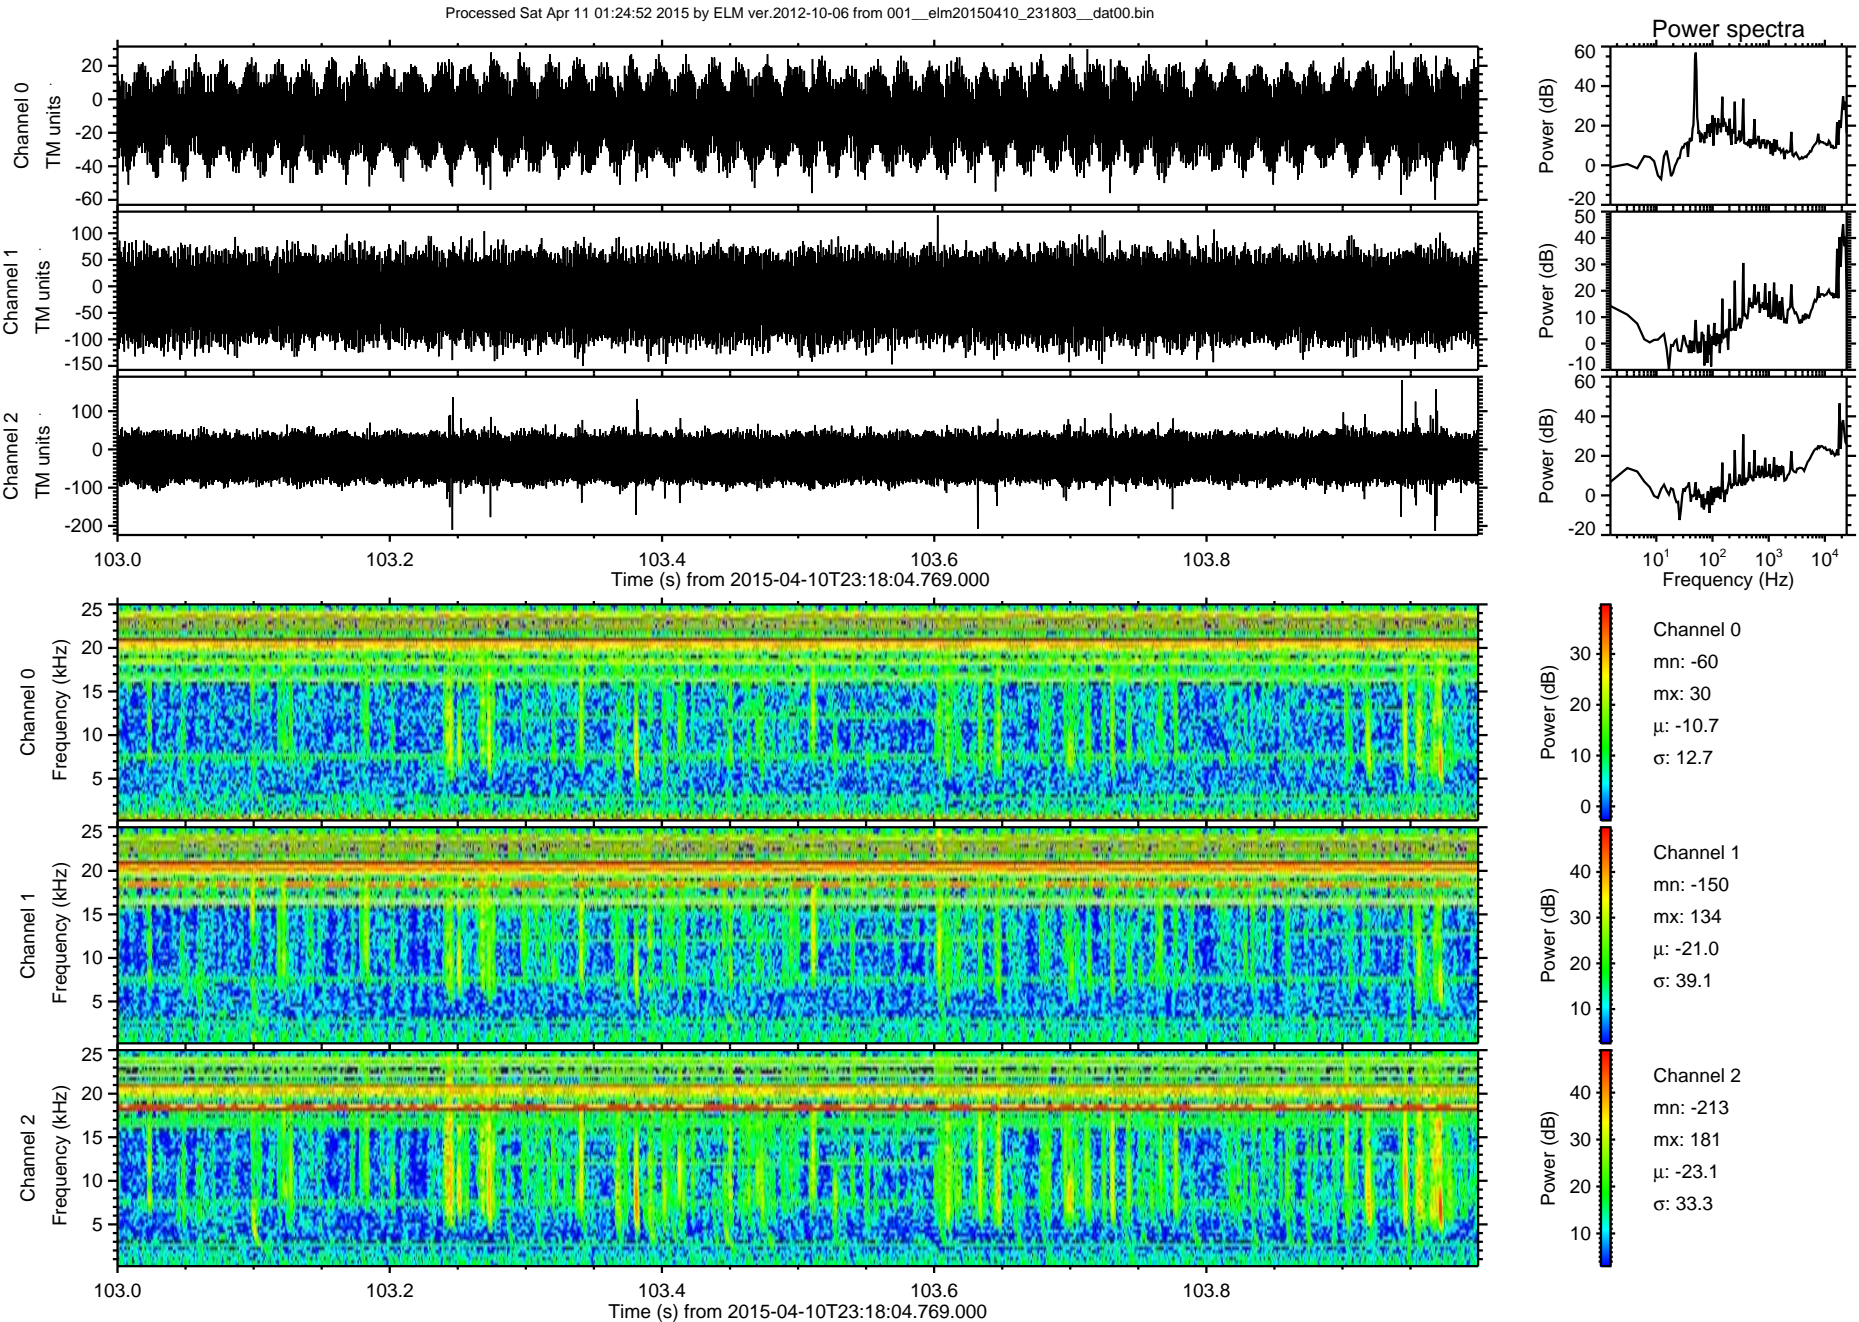 Processed Sat Apr 11 01:24:52 2015 by ELM ver.2012-10-06 from 001__elm20150410_231803__dat00.bin
Power spectra
Channel 0
TM units
20
0
-20
-40
-60
Power (dB)
60
40
20
0
-20
Channel 1
TM units
100
50
0
-50
-100
-150
Power (dB)
50
40
30
20
10
0
-10
Channel 2
TM units
100
0
-100
-200
Power (dB)
60
40
20
0
-20
103.0 103.2 103.4 103.6 103.8
Time (s) from 2015-04-10T23:18:04.769.000
10¹ 10² 10³ 10⁴
Frequency (Hz)
Channel 0
Frequency (kHz)
25
20
15
10
5
Power (dB)
30
20
10
0
Channel 0
mn: -60
mx: 30
µ: -10.7
σ: 12.7
Channel 1
Frequency (kHz)
25
20
15
10
5
Power (dB)
40
30
20
10
Channel 1
mn: -150
mx: 134
µ: -21.0
σ: 39.1
Channel 2
Frequency (kHz)
25
20
15
10
5
Power (dB)
40
30
20
10
Channel 2
mn: -213
mx: 181
µ: -23.1
σ: 33.3
103.0 103.2 103.4 103.6 103.8
Time (s) from 2015-04-10T23:18:04.769.000